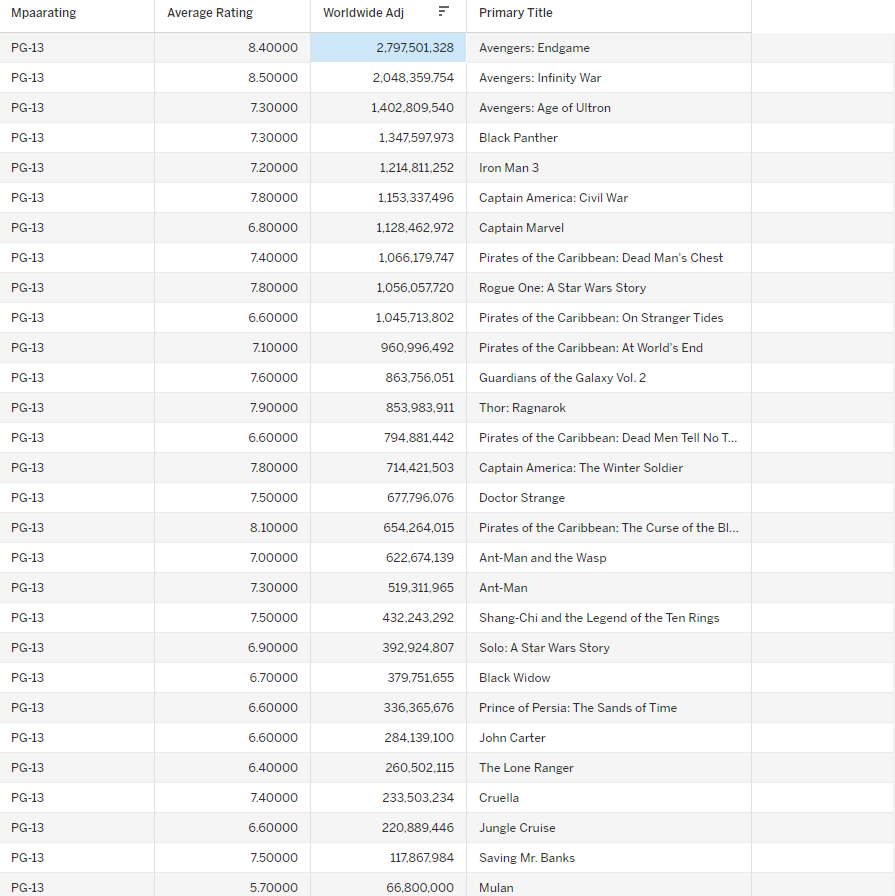 Mpaarating Average Rating Worldwide Adj Primary Title
PG-13 8.40000 2,797,501,328 Avengers: Endgame
PG-13 8.50000 2,048,359,754 Avengers: Infinity War
PG-13 7.30000 1,402,809,540 Avengers: Age of Ultron
PG-13 7.30000 1,347,597,973 Black Panther
PG-13 7.20000 1,214,811,252 Iron Man 3
PG-13 7.80000 1,153,337,496 Captain America: Civil War
PG-13 6.80000 1,128,462,972 Captain Marvel
PG-13 7.40000 1,066,179,747 Pirates of the Caribbean: Dead Man's Chest
PG-13 7.80000 1,056,057,720 Rogue One: A Star Wars Story
PG-13 6.60000 1,045,713,802 Pirates of the Caribbean: On Stranger Tides
PG-13 7.10000 960,996,492 Pirates of the Caribbean: At World's End
PG-13 7.60000 863,756,051 Guardians of the Galaxy Vol. 2
PG-13 7.90000 853,983,911 Thor: Ragnarok
PG-13 6.60000 794,881,442 Pirates of the Caribbean: Dead Men Tell No T...
PG-13 7.80000 714,421,503 Captain America: The Winter Soldier
PG-13 7.50000 677,796,076 Doctor Strange
PG-13 8.10000 654,264,015 Pirates of the Caribbean: The Curse of the Bl...
PG-13 7.00000 622,674,139 Ant-Man and the Wasp
PG-13 7.30000 519,311,965 Ant-Man
PG-13 7.50000 432,243,292 Shang-Chi and the Legend of the Ten Rings
PG-13 6.90000 392,924,807 Solo: A Star Wars Story
PG-13 6.70000 379,751,655 Black Widow
PG-13 6.60000 336,365,676 Prince of Persia: The Sands of Time
PG-13 6.60000 284,139,100 John Carter
PG-13 6.40000 260,502,115 The Lone Ranger
PG-13 7.40000 233,503,234 Cruella
PG-13 6.60000 220,889,446 Jungle Cruise
PG-13 7.50000 117,867,984 Saving Mr. Banks
PG-13 5.70000 66,800,000 Mulan